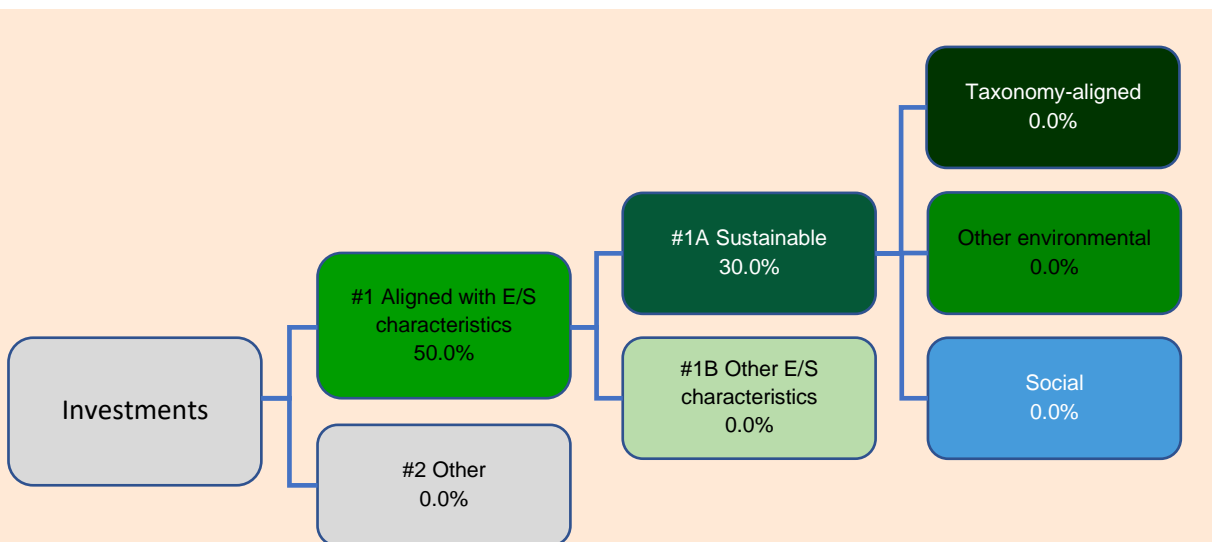 Investments
#1 Aligned with E/S
characteristics
50.0%
#2 Other
0.0%
#1A Sustainable
30.0%
#1B Other E/S
characteristics
0.0%
Taxonomy-aligned
0.0%
Other environmental
0.0%
Social
0.0%